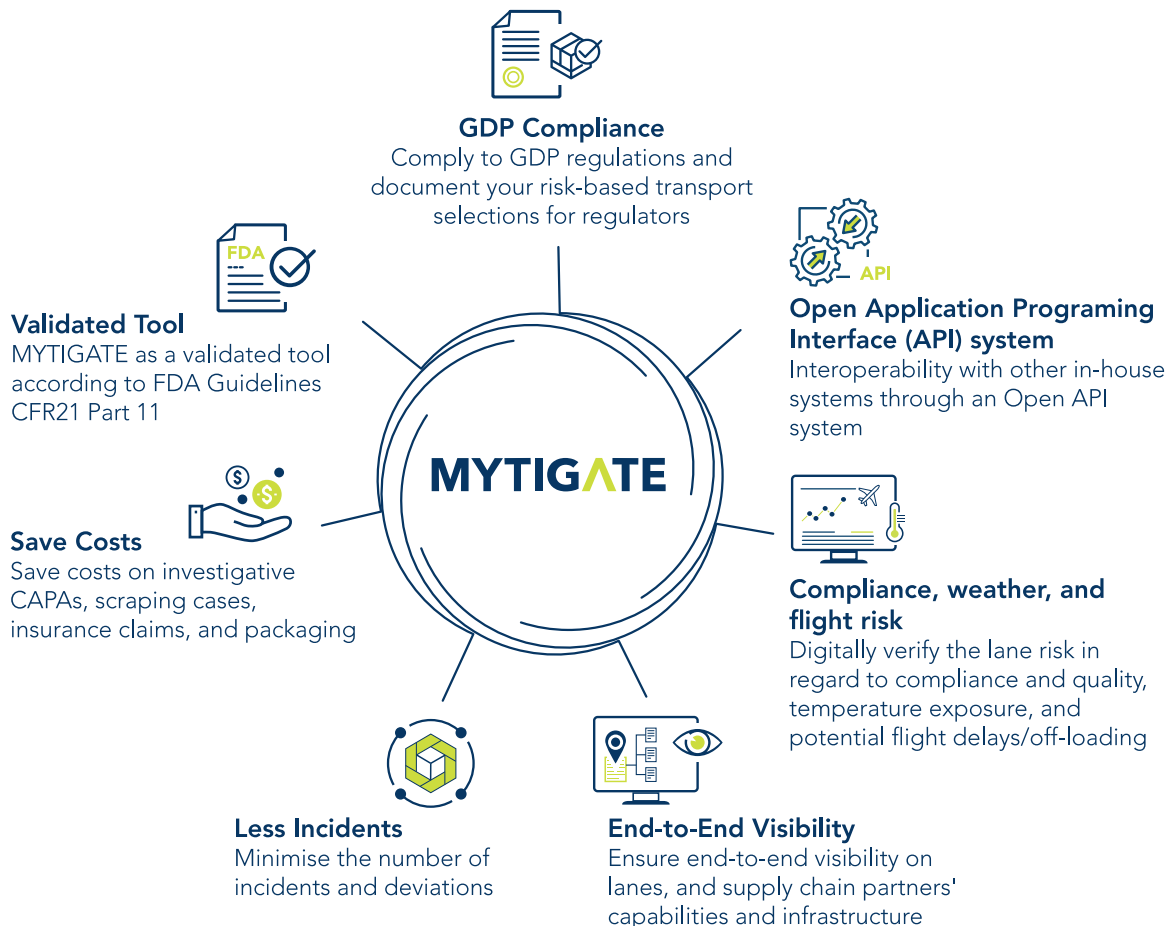 GDP Compliance
Comply to GDP regulations and
document your risk-based transport
selections for regulators
FDA
Validated Tool
MYTIGATE as a validated tool
according to FDA Guidelines
CFR21 Part 11
API
Open Application Programing
Interface (API) system
Interoperability with other in-house
systems through an Open API
system
MYTIGATE
$
$
Save Costs
Save costs on investigative
CAPAs, scraping cases,
insurance claims, and packaging
Compliance, weather, and
flight risk
Digitally verify the lane risk in
regard to compliance and quality,
temperature exposure, and
potential flight delays/off-loading
Less Incidents
Minimise the number of
incidents and deviations
End-to-End Visibility
Ensure end-to-end visibility on
lanes, and supply chain partners'
capabilities and infrastructure